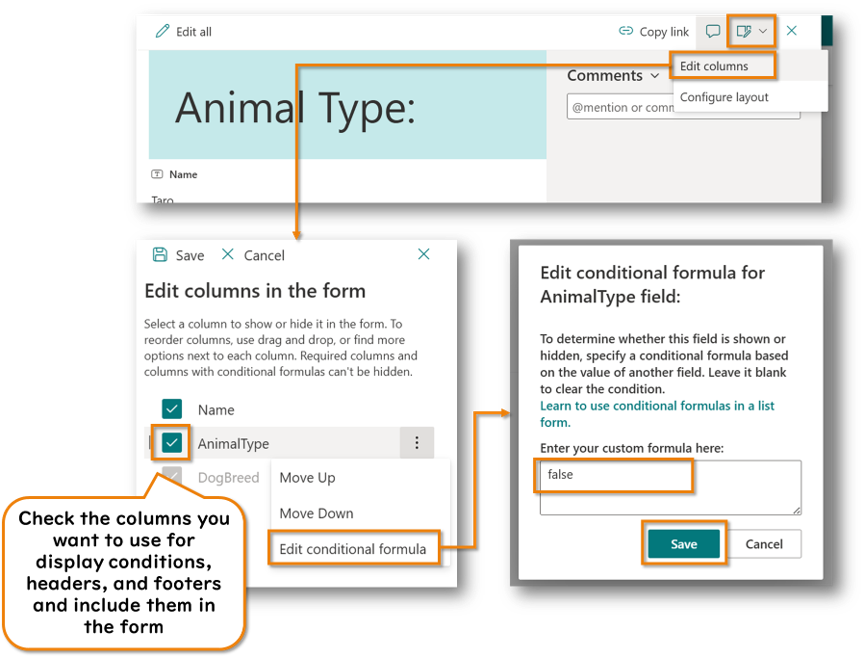 Edit all
Copy link
Edit columns
Configure layout
Animal Type:
Comments
@mention or comm
Name
Taro
Save Cancel
Edit columns in the form
Select a column to show or hide it in the form. To
reorder columns, use drag and drop, or find more
options next to each column. Required columns and
columns with conditional formulas can't be hidden.
Name
AnimalType
DogBreed
Move Up
Move Down
Edit conditional formula
Check the columns you
want to use for
display conditions,
headers, and footers
and include them in
the form
Edit conditional formula for
AnimalType field:
To determine whether this field is shown or
hidden, specify a conditional formula based
on the value of another field. Leave it blank
to clear the condition.
Learn to use conditional formulas in a list
form.
Enter your custom formula here:
false
Save Cancel